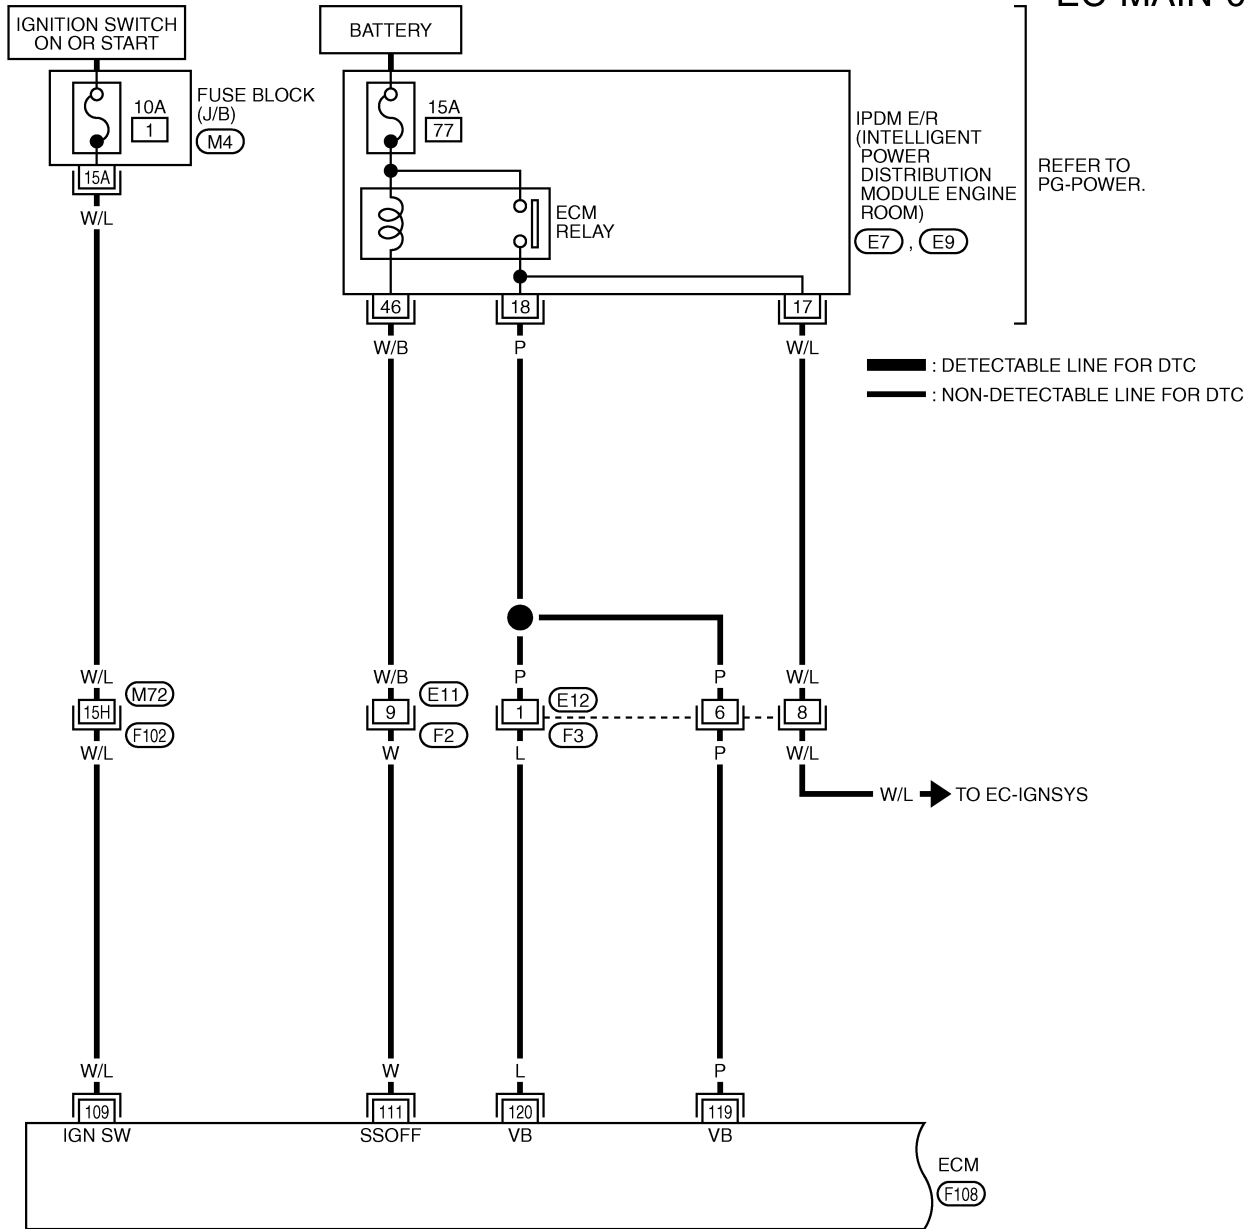 EC-MAIN-0
IGNITION SWITCH
ON OR START
BATTERY
10A
1
FUSE BLOCK
(J/B)
M4
15A
77
IPDM E/R
(INTELLIGENT
POWER
DISTRIBUTION
MODULE ENGINE
ROOM)
E7 , E9
REFER TO
PG-POWER.
15A
W/L
ECM
RELAY
46
18
17
W/B
P
W/L
: DETECTABLE LINE FOR DTC
: NON-DETECTABLE LINE FOR DTC
W/L
W/B
P
P
W/L
15H
M72
F102
9
E11
F2
1
E12
F3
6
8
W/L
W
L
P
W/L
W/L
TO EC-IGNSYS
W/L
W
L
P
109
111
120
119
IGN SW
SSOFF
VB
VB
ECM
F108